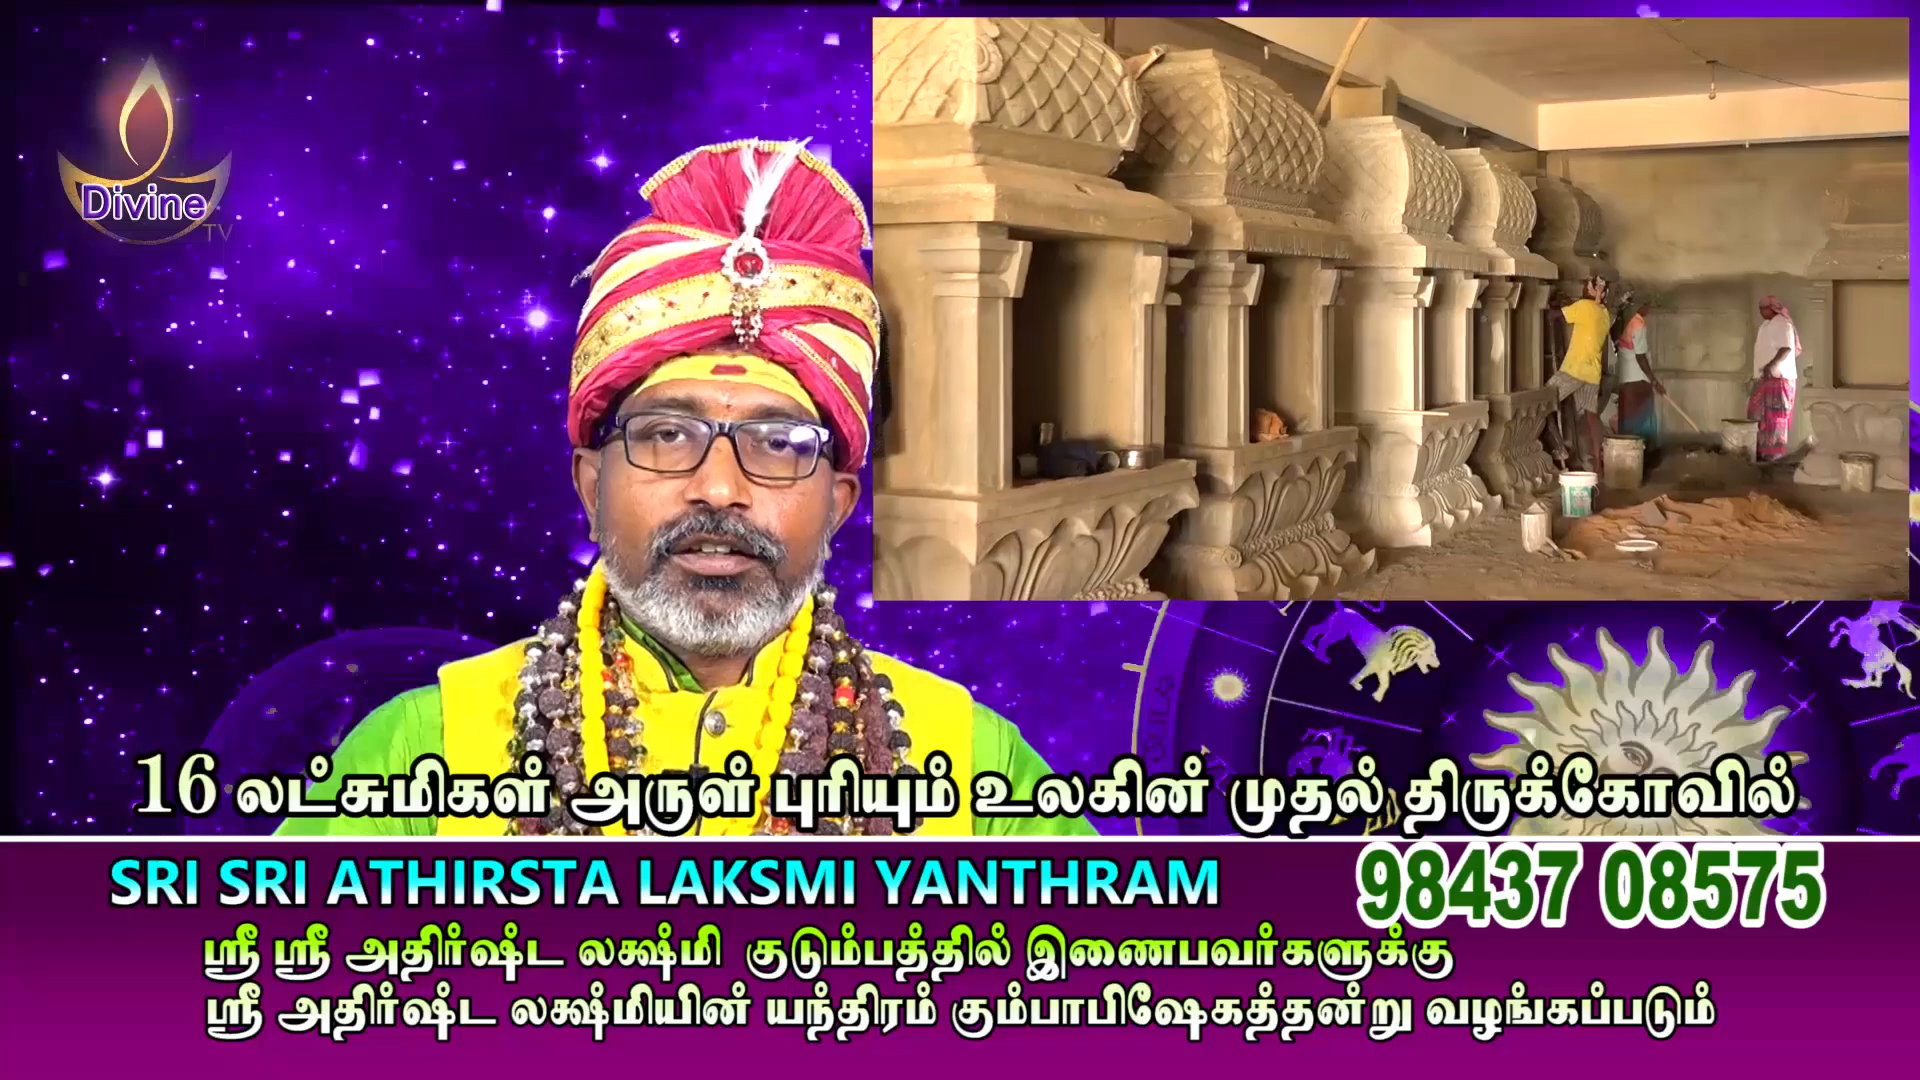 Divine
TV
16 லட்சுமிகள் அருள் புரியும் உலகின் முதல் திருக்கோவில்
SRI SRI ATHIRSTA LAKSMI YANTHRAM
98437 08575
ஸ்ரீ ஸ்ரீ அதிர்ஷ்ட லக்ஷ்மி குடும்பத்தில் இணைபவர்களுக்கு
ஸ்ரீ அதிர்ஷ்ட லக்ஷ்மியின் யந்திரம் கும்பாபிஷேகத்தன்று வழங்கப்படும்